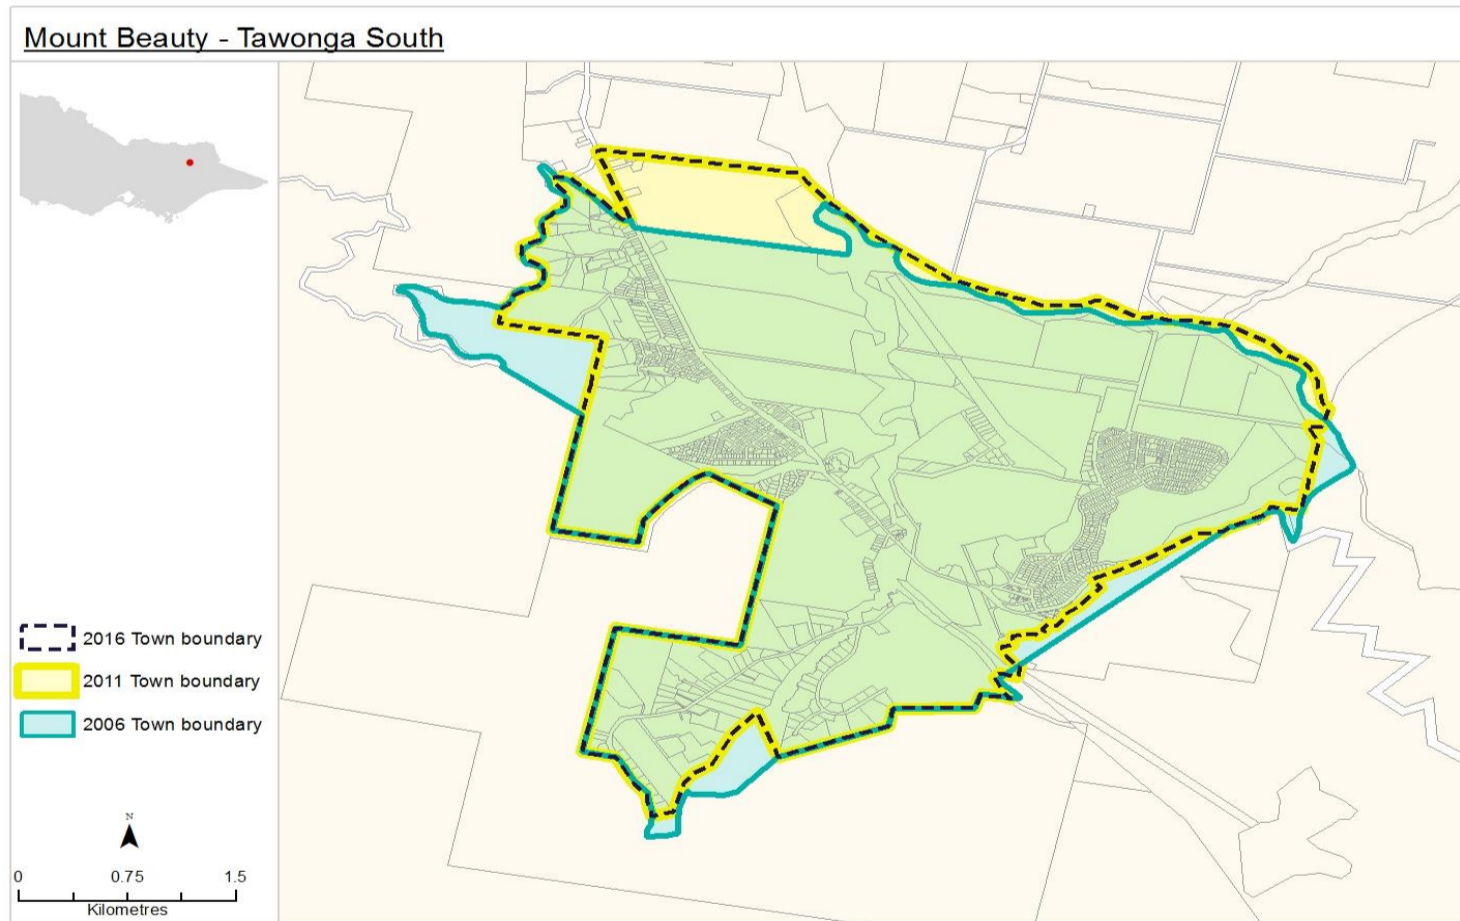 Mount Beauty - Tawonga South
2016 Town boundary
2011 Town boundary
2006 Town boundary
N
0 0.75 1.5
Kilometres